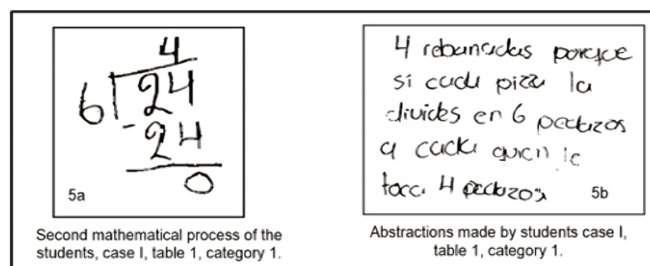 4
6 24
- 24
0
5a
4 rebanadas porque
si cada pizza la
divides en 6 pedazos
a cada quien le
toca 4 pedazos
5b
Second mathematical process of the
students, case I, table 1, category 1.
Abstractions made by students case I,
table 1, category 1.